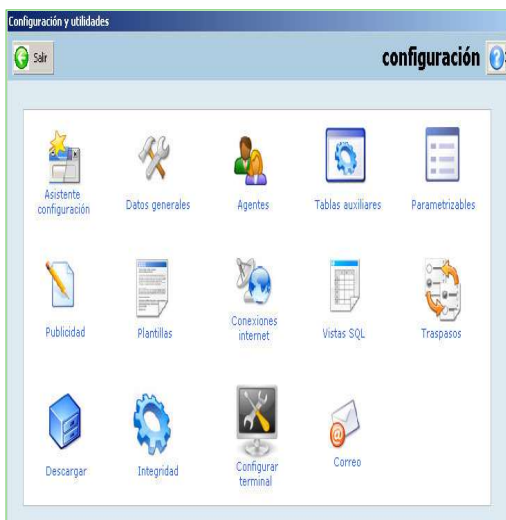 Configuración y utilidades
Salir
configuración
Asistente
configuración
Datos generales
Agentes
Tablas auxiliares
Parametrizables
Publicidad
Plantillas
Conexiones
internet
Vistas SQL
Traspasos
Descargar
Integridad
Configurar
terminal
Correo